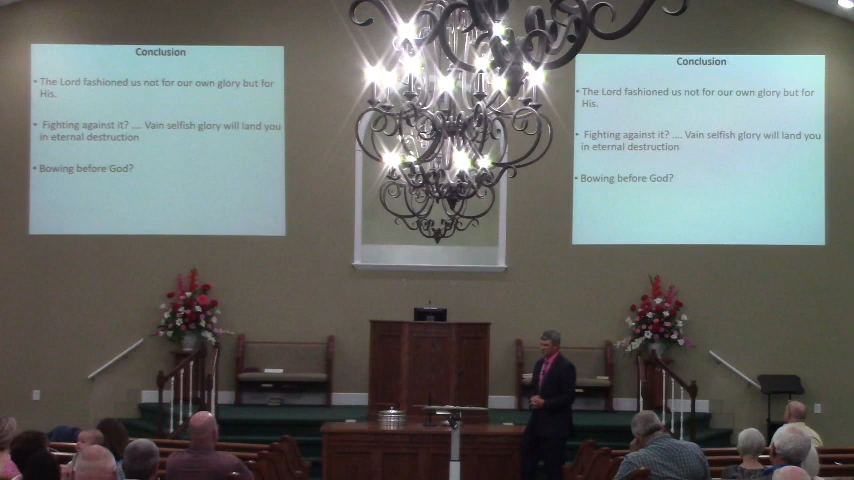 Conclusion
• The Lord fashioned us not for our own glory but for
His.
• Fighting against it? .... Vain selfish glory will land you
in eternal destruction
• Bowing before God?
Conclusion
• The Lord fashioned us not for our own glory but for
His.
• Fighting against it? .... Vain selfish glory will land you
in eternal destruction
• Bowing before God?